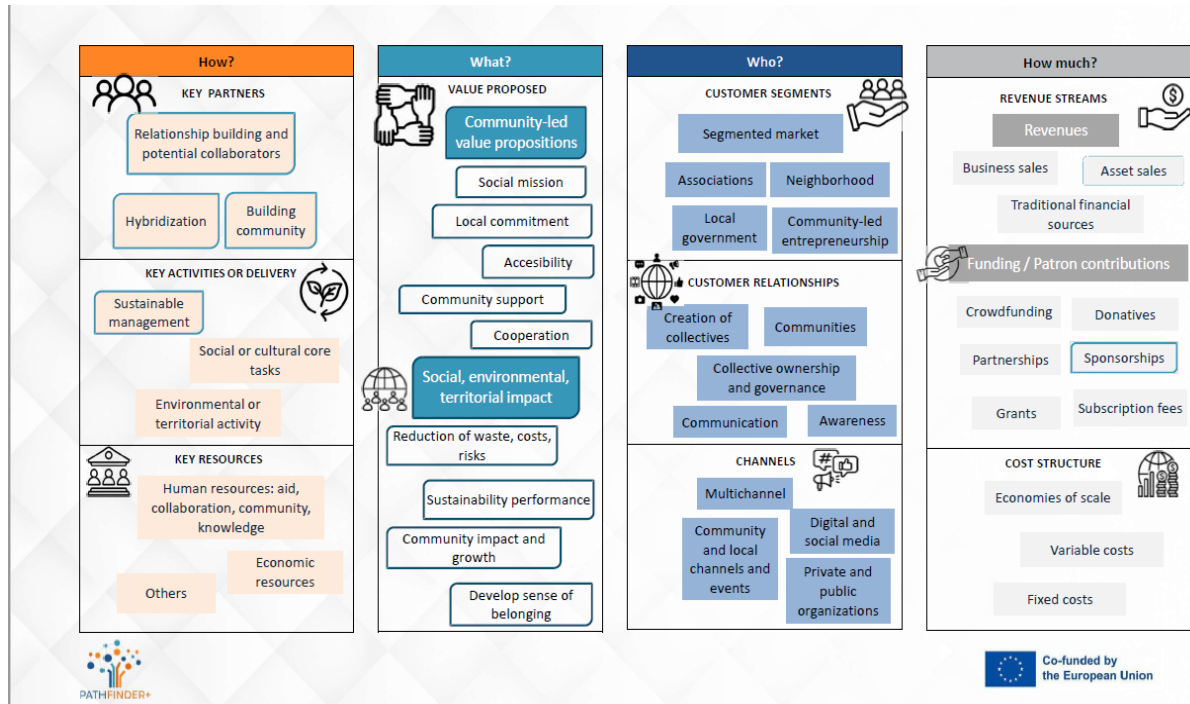 How?
KEY PARTNERS
Relationship building and
potential collaborators
Hybridization
Building
community
KEY ACTIVITIES OR DELIVERY
Sustainable
management
Social or cultural core
tasks
Environmental or
territorial activity
KEY RESOURCES
Human resources: aid,
collaboration, community,
knowledge
Economic
resources
Others
What?
VALUE PROPOSED
Community-led
value propositions
Social mission
Local commitment
Accesibility
Community support
Cooperation
Social, environmental,
territorial impact
Reduction of waste, costs,
risks
Sustainability performance
Community impact and
growth
Develop sense of
belonging
Who?
CUSTOMER SEGMENTS
Segmented market
Associations
Neighborhood
Local
government
Community-led
entrepreneurship
CUSTOMER RELATIONSHIPS
Creation of
collectives
Communities
Collective ownership
and governance
Communication
Awareness
CHANNELS
#
Multichannel
Digital and
social media
Community
and local
channels and
events
Private and
public
organizations
How much?
REVENUE STREAMS
$
Revenues
Business sales
Asset sales
Traditional financial
sources
Funding / Patron contributions
Crowdfunding
Donatives
Partnerships
Sponsorships
Grants
Subscription fees
COST STRUCTURE
Economies of scale
Variable costs
Fixed costs
PATHFINDER+
Co-funded by
the European Union